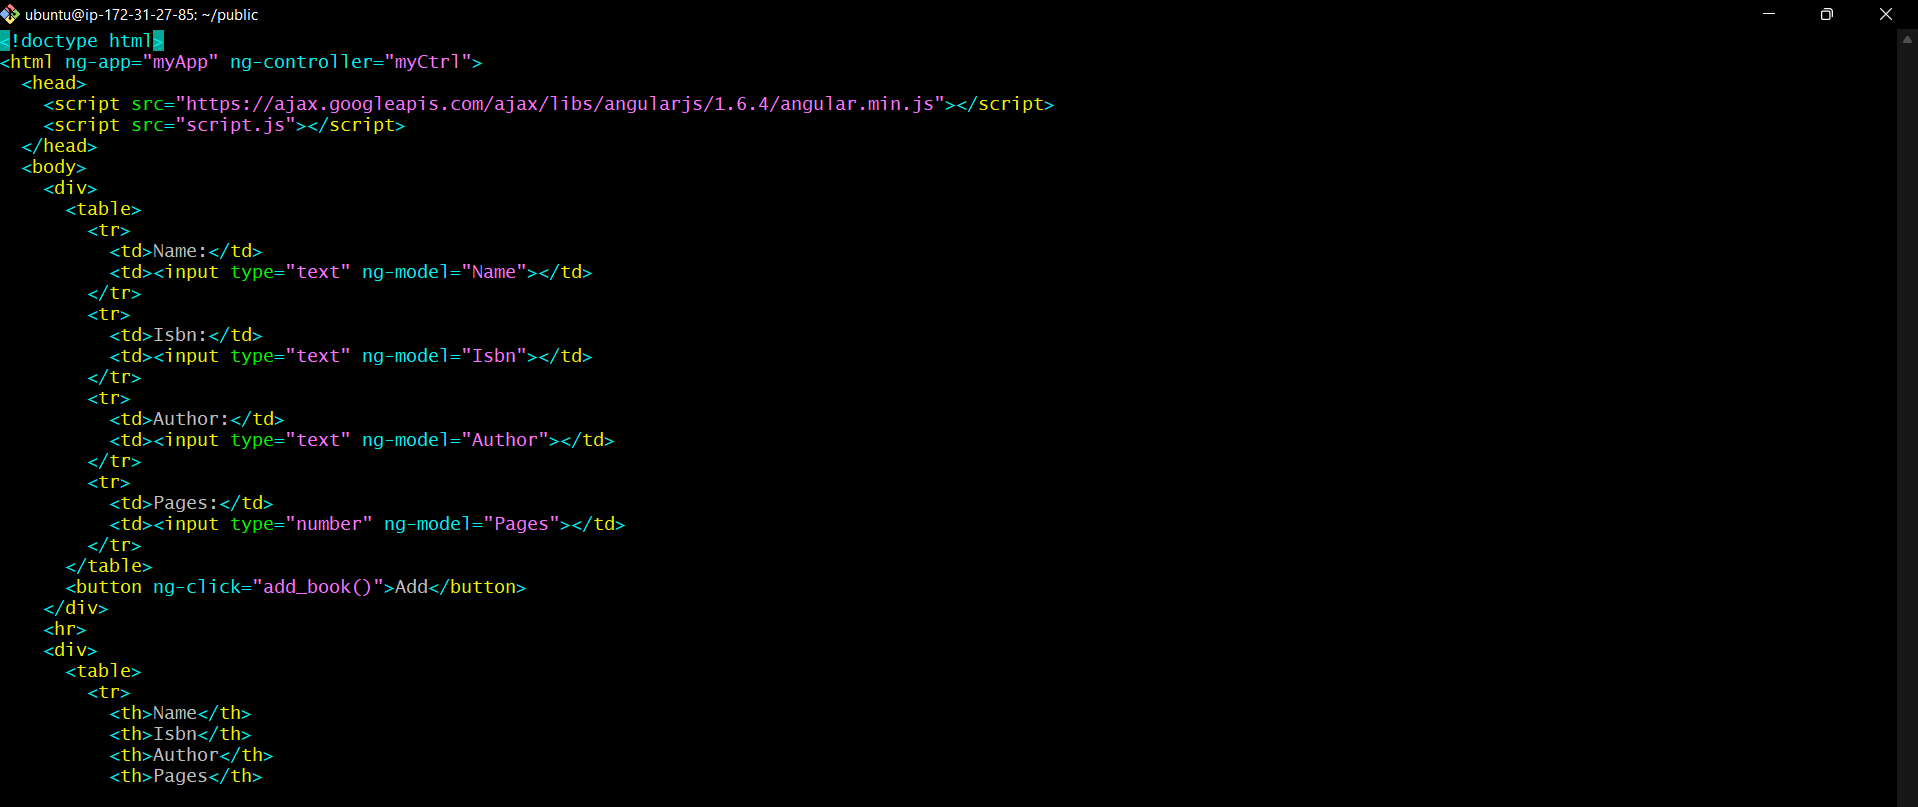 ubuntu@ip-172-31-27-85: ~/public
<!doctype html>
<html ng-app="myApp" ng-controller="myCtrl">
  <head>
    <script src="https://ajax.googleapis.com/ajax/libs/angularjs/1.6.4/angular.min.js"></script>
    <script src="script.js"></script>
  </head>
  <body>
    <div>
      <table>
        <tr>
          <td>Name:</td>
          <td><input type="text" ng-model="Name"></td>
        </tr>
        <tr>
          <td>Isbn:</td>
          <td><input type="text" ng-model="Isbn"></td>
        </tr>
        <tr>
          <td>Author:</td>
          <td><input type="text" ng-model="Author"></td>
        </tr>
        <tr>
          <td>Pages:</td>
          <td><input type="number" ng-model="Pages"></td>
        </tr>
      </table>
      <button ng-click="add_book()">Add</button>
    </div>
    <hr>
    <div>
      <table>
        <tr>
          <th>Name</th>
          <th>Isbn</th>
          <th>Author</th>
          <th>Pages</th>